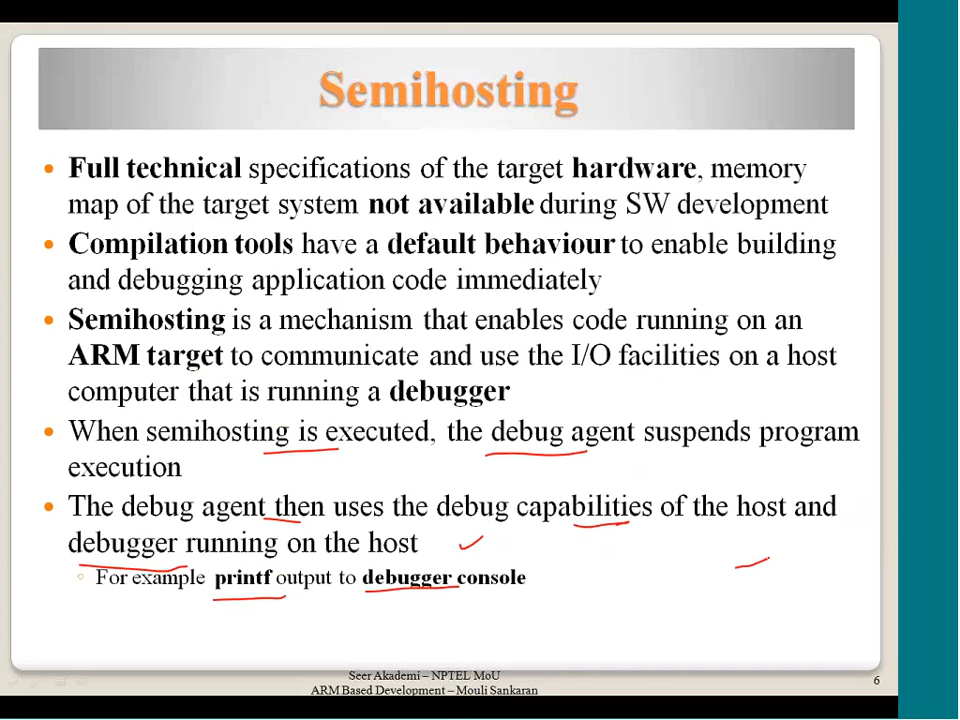 Semihosting
• Full technical specifications of the target hardware, memory
map of the target system not available during SW development
• Compilation tools have a default behaviour to enable building
and debugging application code immediately
• Semihosting is a mechanism that enables code running on an
ARM target to communicate and use the I/O facilities on a host
computer that is running a debugger
• When semihosting is executed, the debug agent suspends program
execution
• The debug agent then uses the debug capabilities of the host and
debugger running on the host
◦ For example printf output to debugger console
Seer Akademi – NPTEL MoU
ARM Based Development – Mouli Sankaran
6